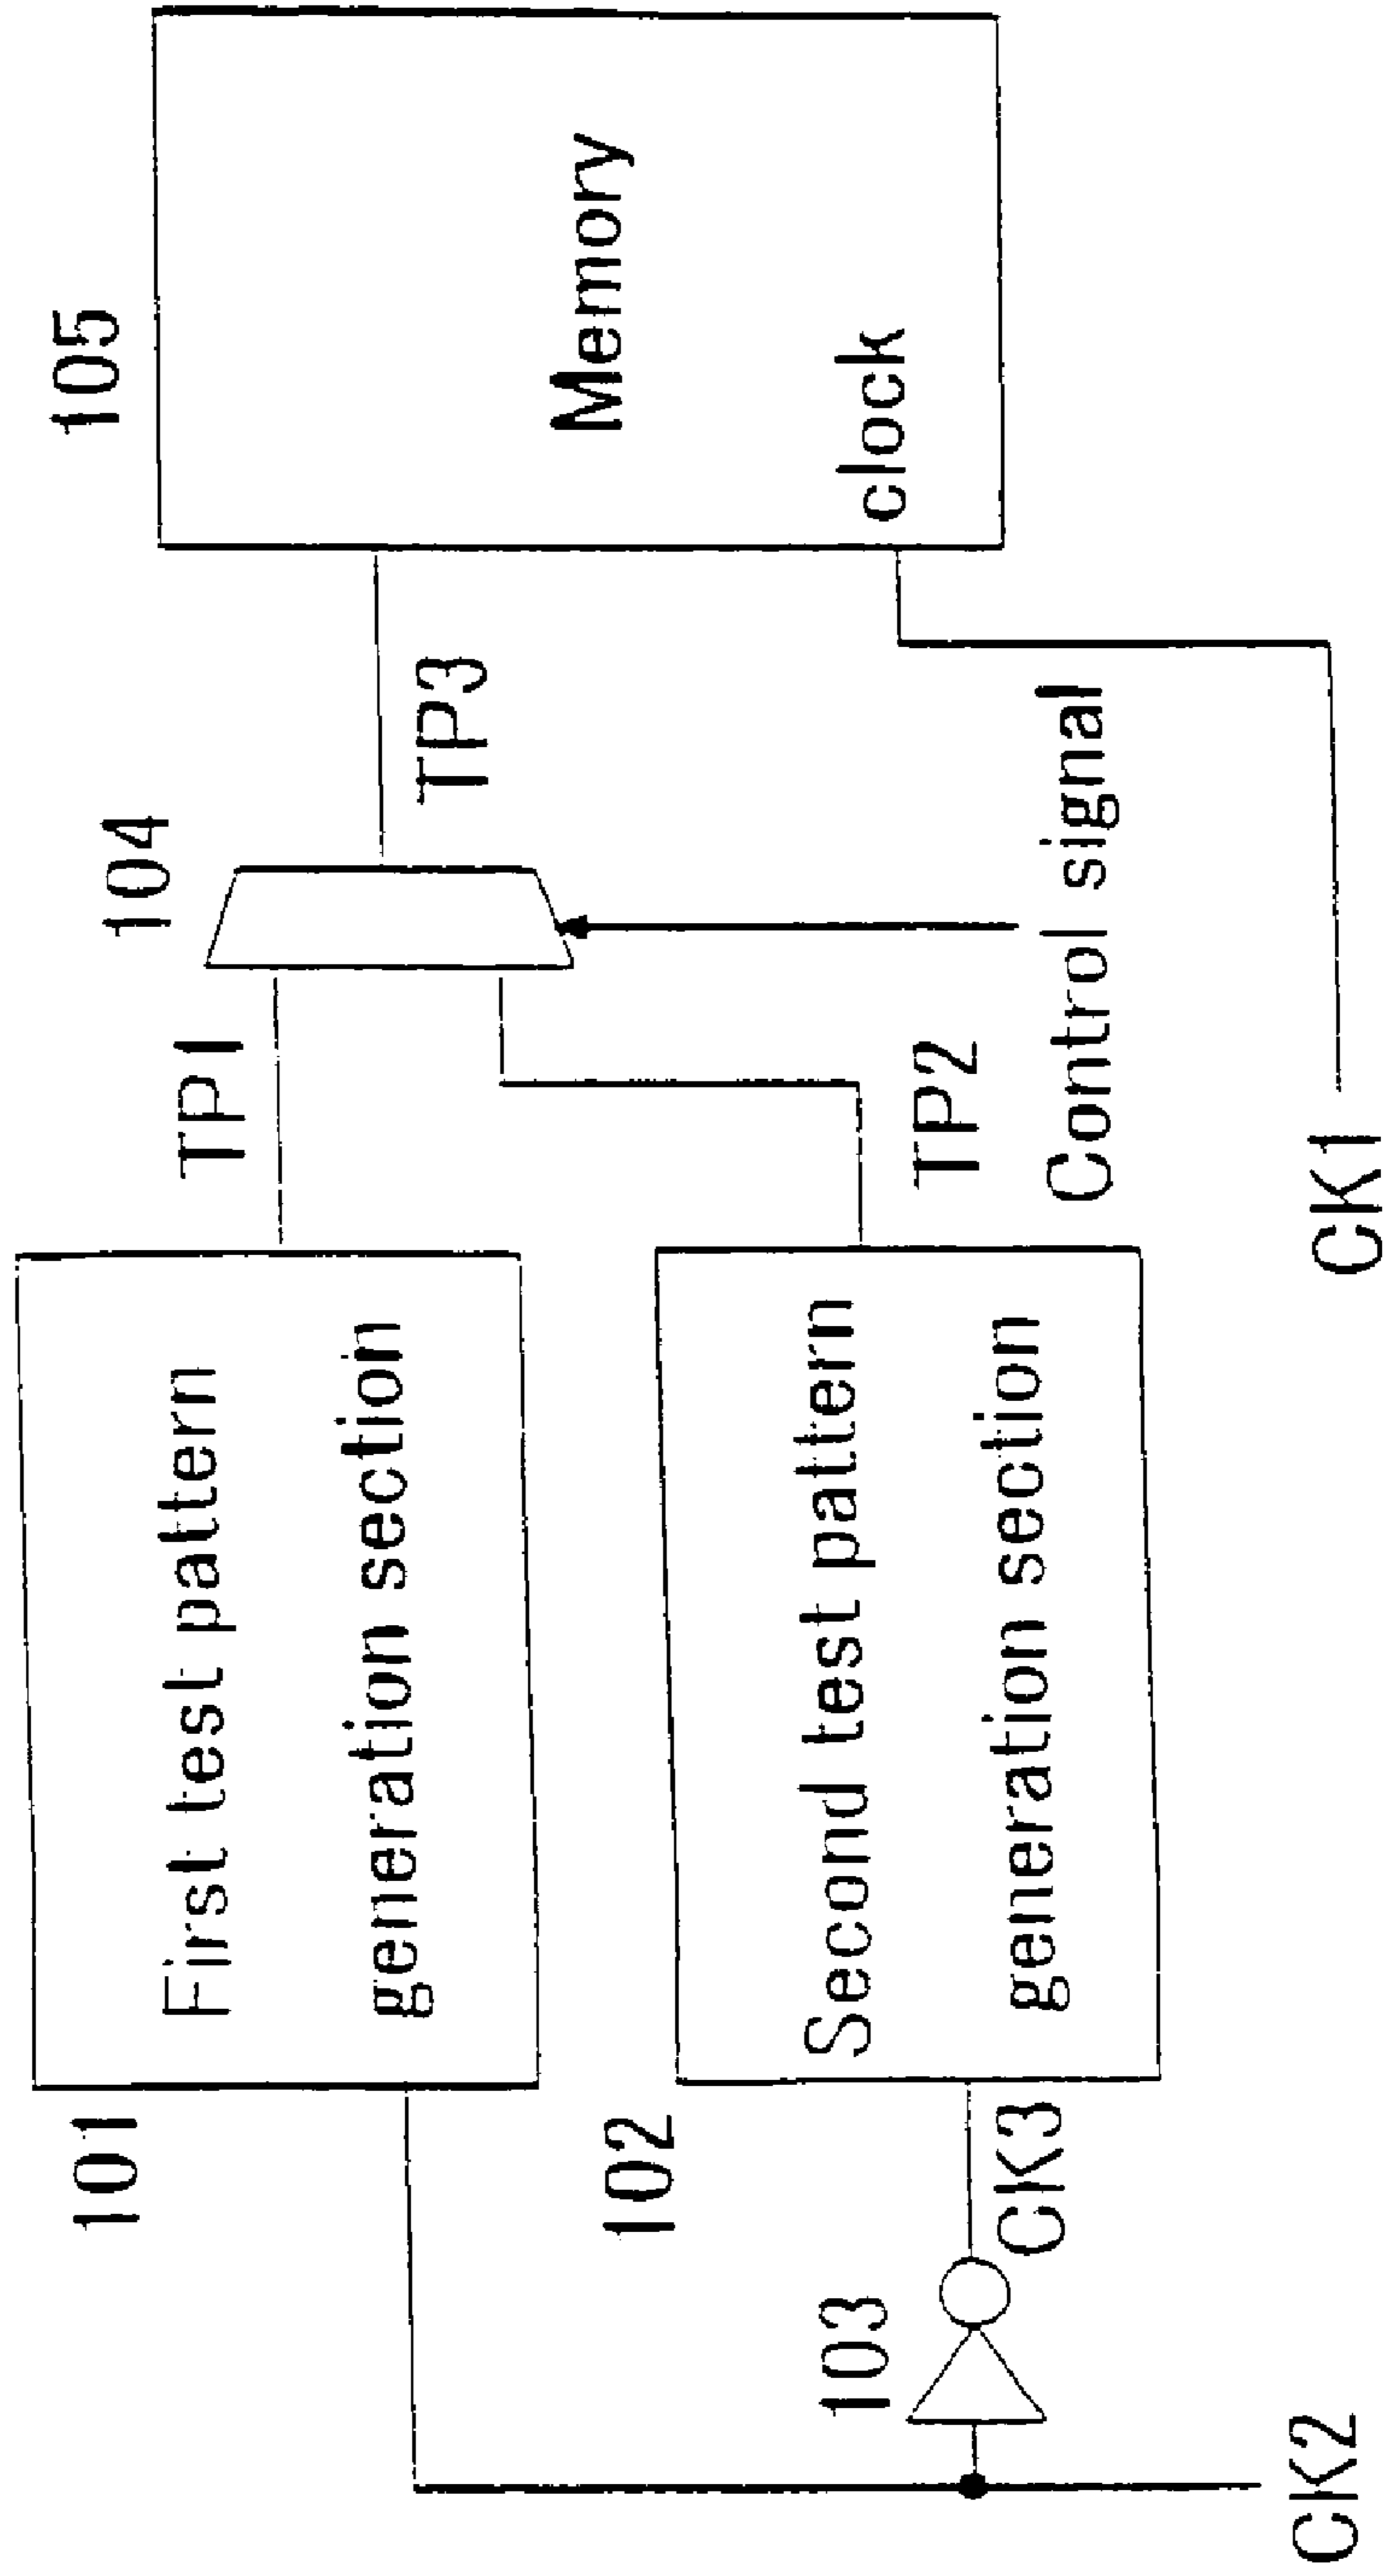 101
First test pattern
generation section
TP1
104
TP3
105
Memory
clock
102
Second test pattern
generation section
TP2
Control signal
103
CK3
CK2
CK1